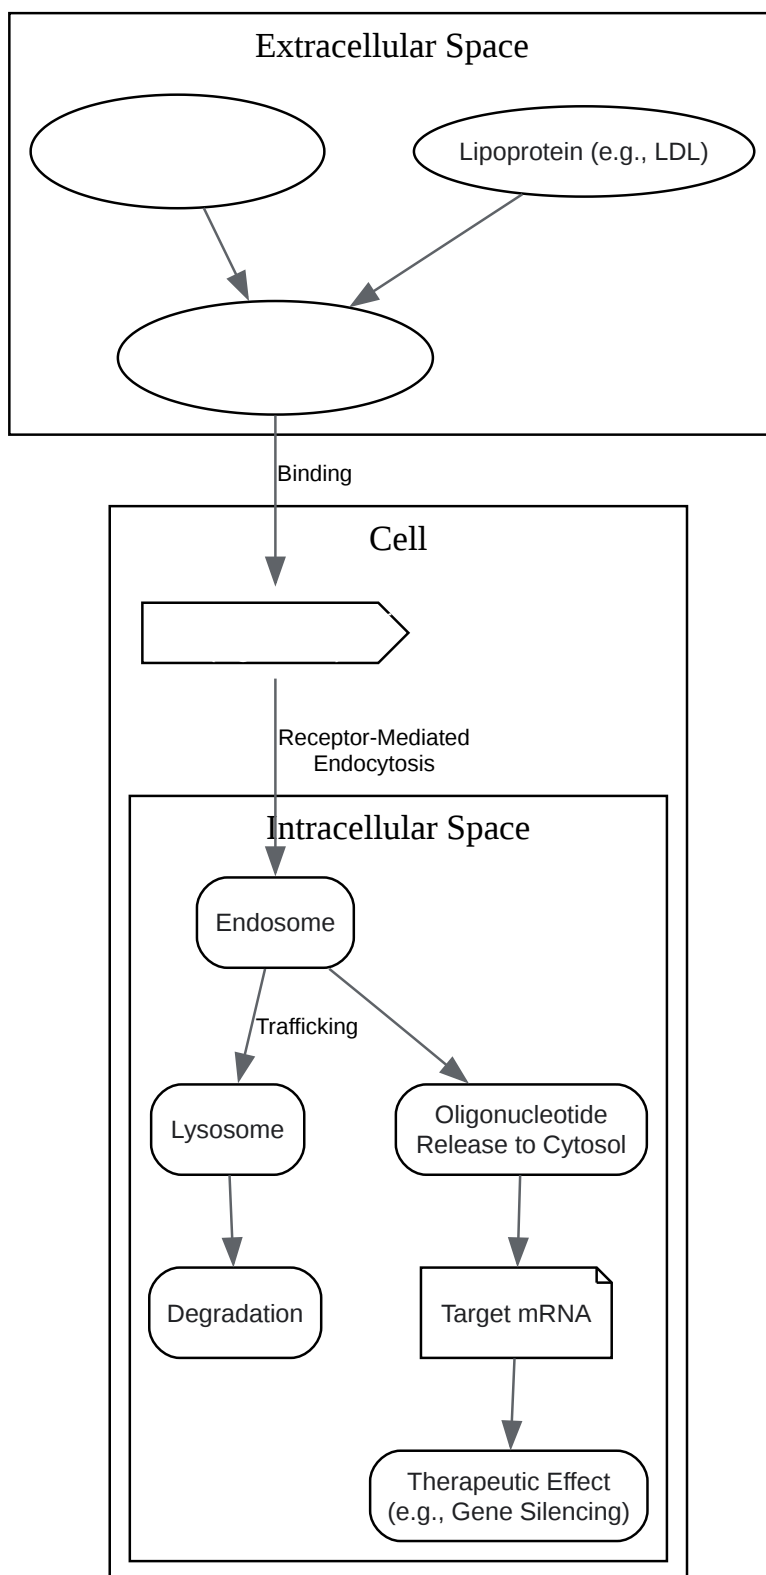 Extracellular Space
Lipoprotein (e.g., LDL)
Binding
Cell
Receptor-Mediated
Endocytosis
Intracellular Space
Endosome
Trafficking
Lysosome
Oligonucleotide
Release to Cytosol
Degradation
Target mRNA
Therapeutic Effect
(e.g., Gene Silencing)